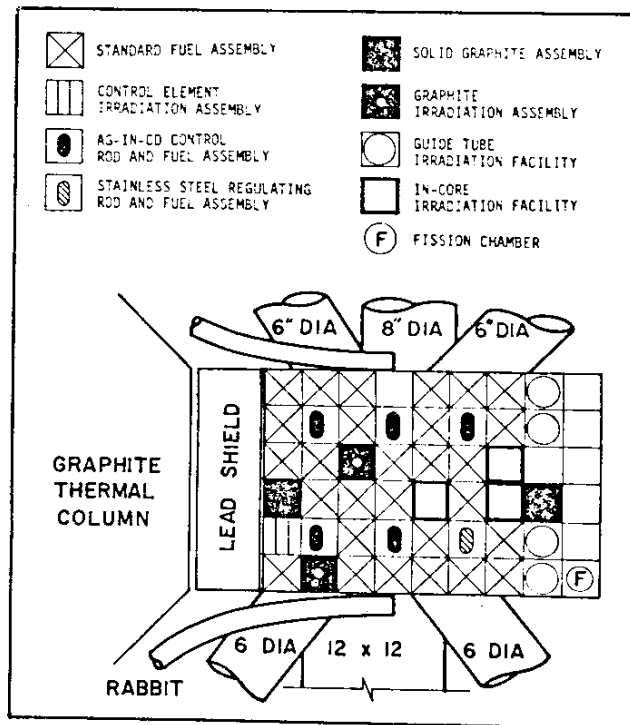 STANDARD FUEL ASSEMBLY
CONTROL ELEMENT
IRRADIATION ASSEMBLY
AG-IN-CD CONTROL
ROD AND FUEL ASSEMBLY
STAINLESS STEEL REGULATING
ROD AND FUEL ASSEMBLY
SOLID GRAPHITE ASSEMBLY
GRAPHITE
IRRADIATION ASSEMBLY
GUIDE TUBE
IRRADIATION FACILITY
IN-CORE
IRRADIATION FACILITY
F FISSION CHAMBER
6" DIA
8" DIA
6" DIA
GRAPHITE
THERMAL
COLUMN
LEAD SHIELD
F
6 DIA
12 x 12
6 DIA
RABBIT